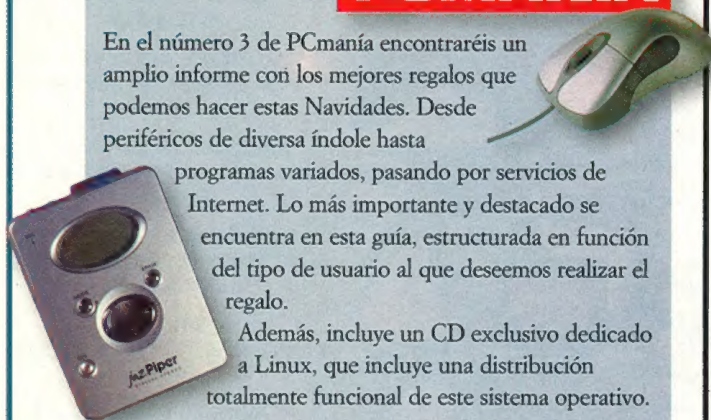 PCMANÍA
En el número 3 de PCmanía encontraréis un
amplio informe con los mejores regalos que
podemos hacer estas Navidades. Desde
periféricos de diversa índole hasta
programas variados, pasando por servicios de
Internet. Lo más importante y destacado se
encuentra en esta guía, estructurada en función
del tipo de usuario al que deseemos realizar el
regalo.
Además, incluye un CD exclusivo dedicado
a Linux, que incluye una distribución
totalmente funcional de este sistema operativo.
jazPiper